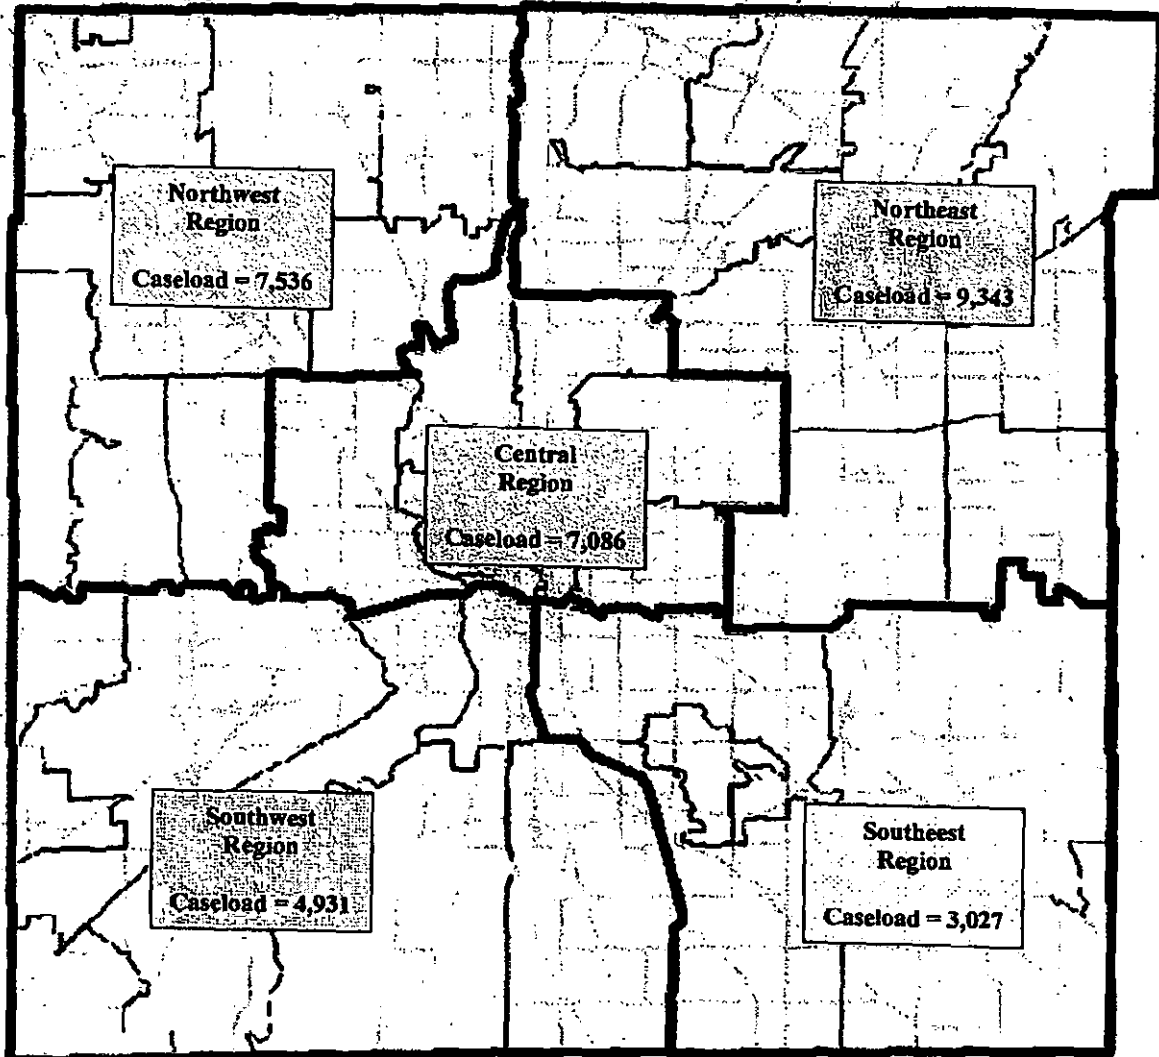 Northwest
Region
Caseload = 7,536
Northeast
Region
Caseload = 9,343
Central
Region
Caseload = 7,086
Southwest
Region
Caseload = 4,931
Southeest
Region
Caseload = 3,027